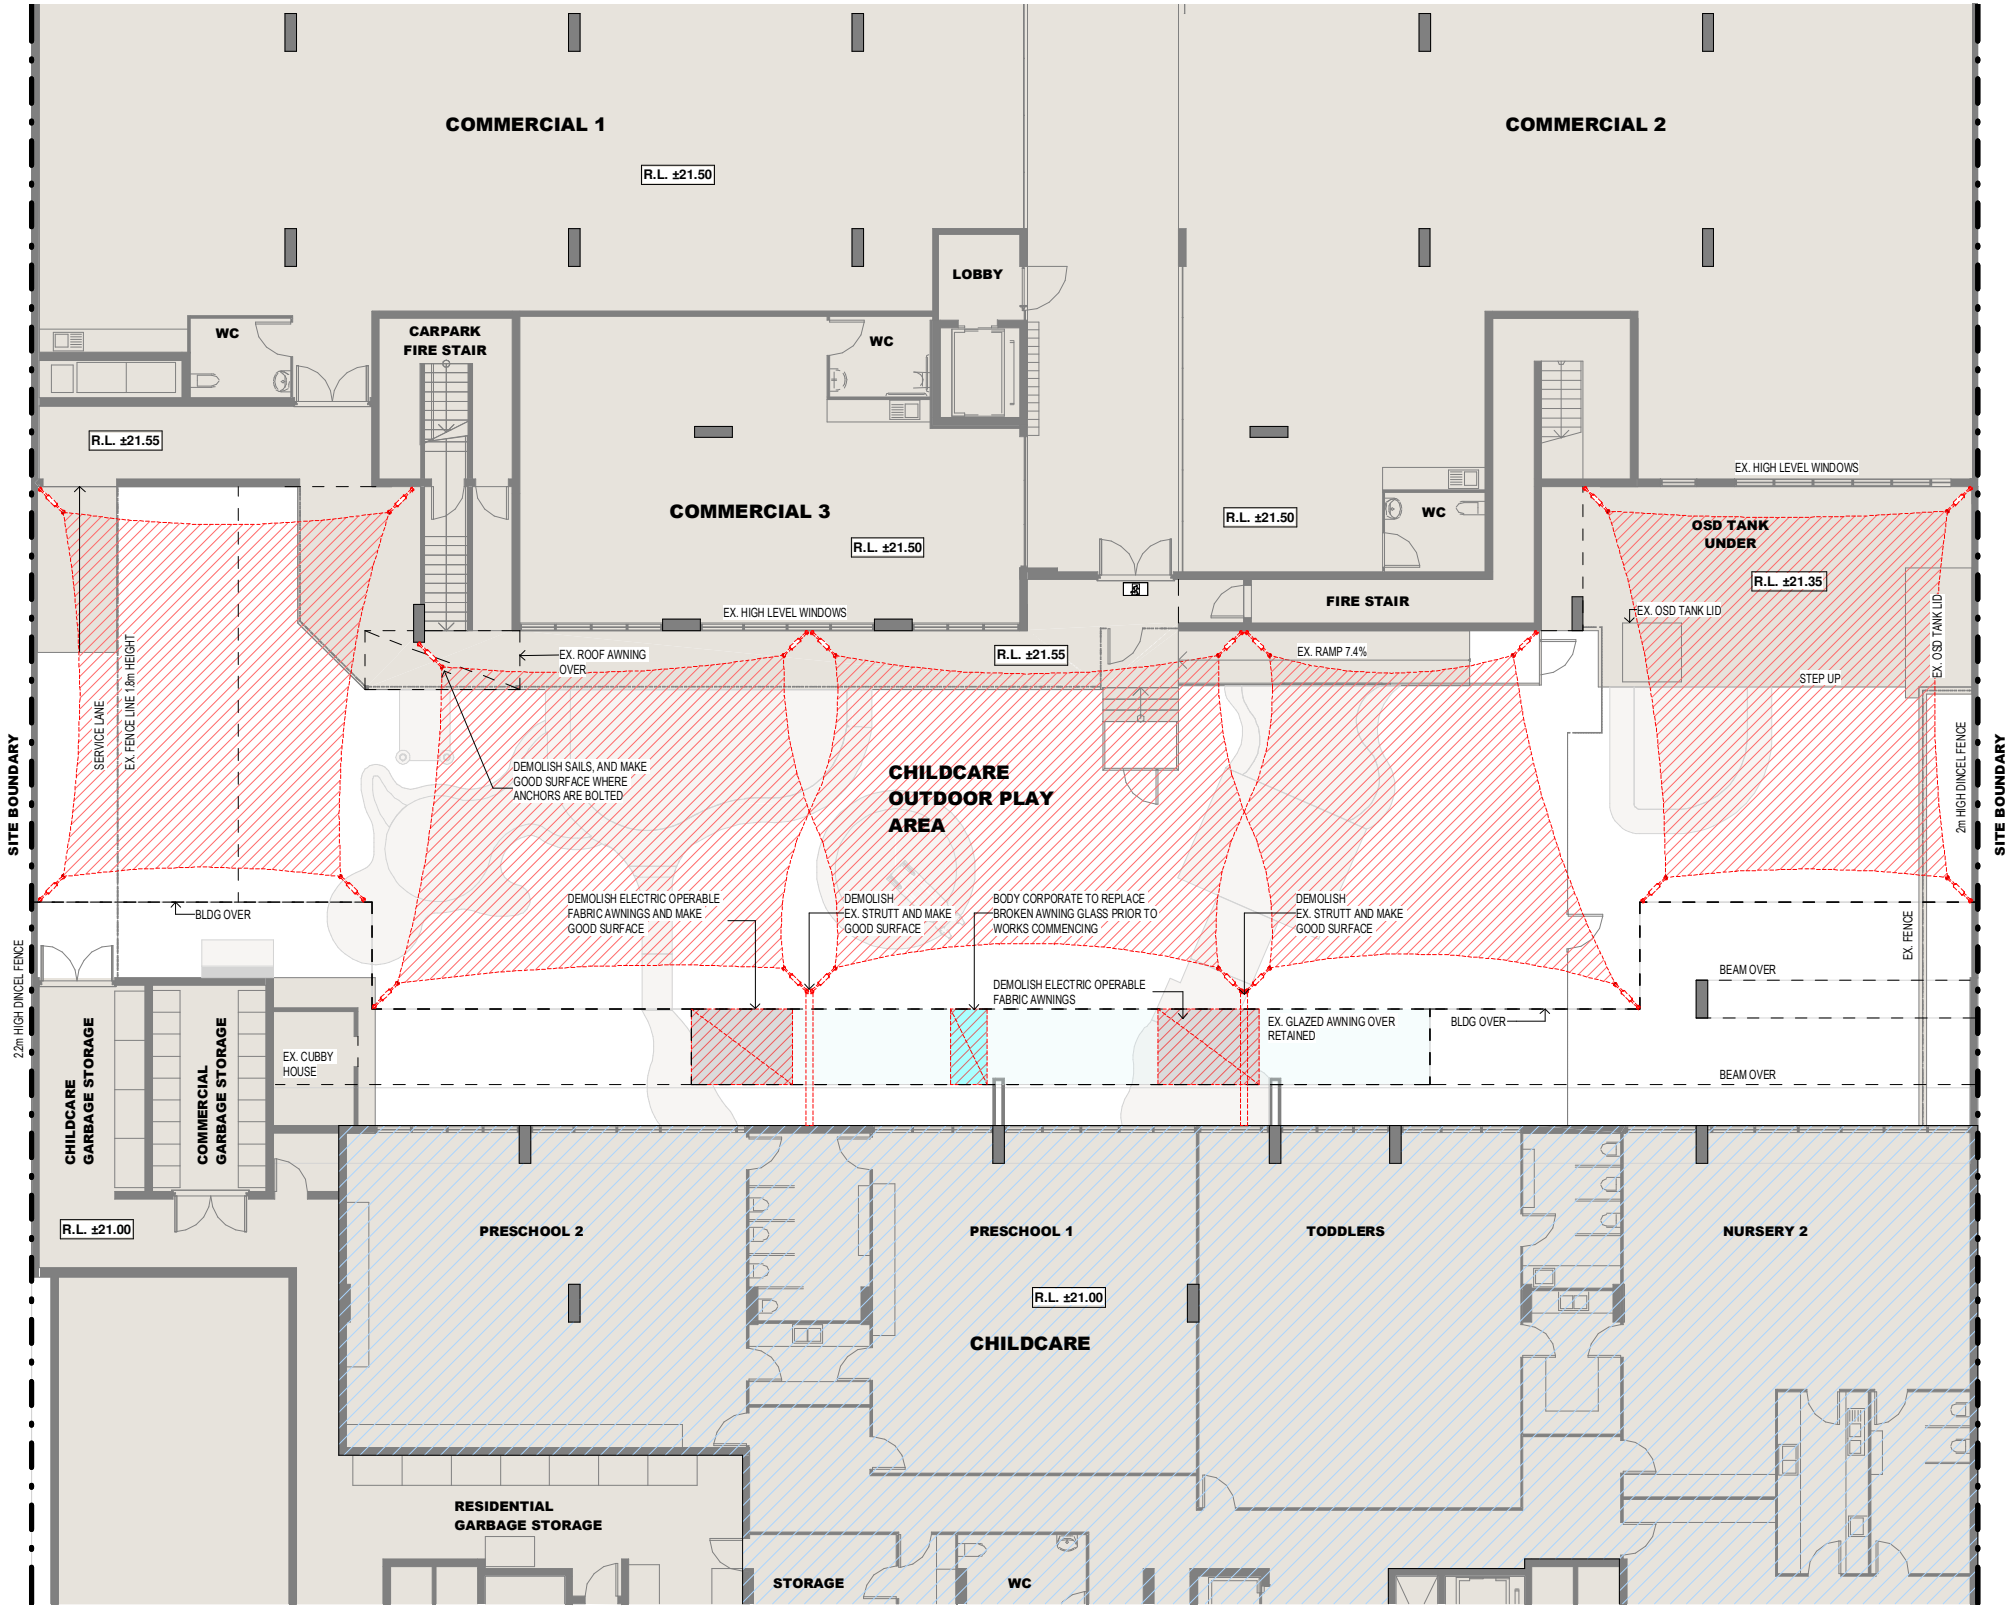 COMMERCIAL 1
COMMERCIAL 2
R.L. ±21.50
LOBBY
WC
CARPARK
FIRE STAIR
WC
R.L. ±21.55
EX. HIGH LEVEL WINDOWS
COMMERCIAL 3
R.L. ±21.50
R.L. ±21.50
WC
OSD TANK
UNDER
R.L. ±21.35
FIRE STAIR
EX. OSD TANK LID
EX. OSD TANK LID
EX. HIGH LEVEL WINDOWS
EX. ROOF AWNING
OVER
R.L. ±21.55
EX. RAMP 7.4%
STEP UP
SERVICE LANE
EX. FENCE LINE 1.8m HEIGHT
SITE BOUNDARY
DEMOLISH SAILS, AND MAKE
GOOD SURFACE WHERE
ANCHORS ARE BOLTED
CHILDCARE
OUTDOOR PLAY
AREA
2m HIGH DINCEL FENCE
SITE BOUNDARY
BLDG OVER
DEMOLISH ELECTRIC OPERABLE
FABRIC AWNINGS AND MAKE
GOOD SURFACE
DEMOLISH
EX. STRUTT AND MAKE
GOOD SURFACE
BODY CORPORATE TO REPLACE
BROKEN AWNING GLASS PRIOR TO
WORKS COMMENCING
DEMOLISH
EX. STRUTT AND MAKE
GOOD SURFACE
EX. FENCE
BEAM OVER
DEMOLISH ELECTRIC OPERABLE
FABRIC AWNINGS
2.2m HIGH DINCEL FENCE
EX. GLAZED AWNING OVER
RETAINED
BLDG OVER
CHILDCARE
GARBAGE STORAGE
COMMERCIAL
GARBAGE STORAGE
EX. CUBBY
HOUSE
BEAM OVER
R.L. ±21.00
PRESCHOOL 2
PRESCHOOL 1
TODDLERS
NURSERY 2
R.L. ±21.00
CHILDCARE
RESIDENTIAL
GARBAGE STORAGE
STORAGE
WC